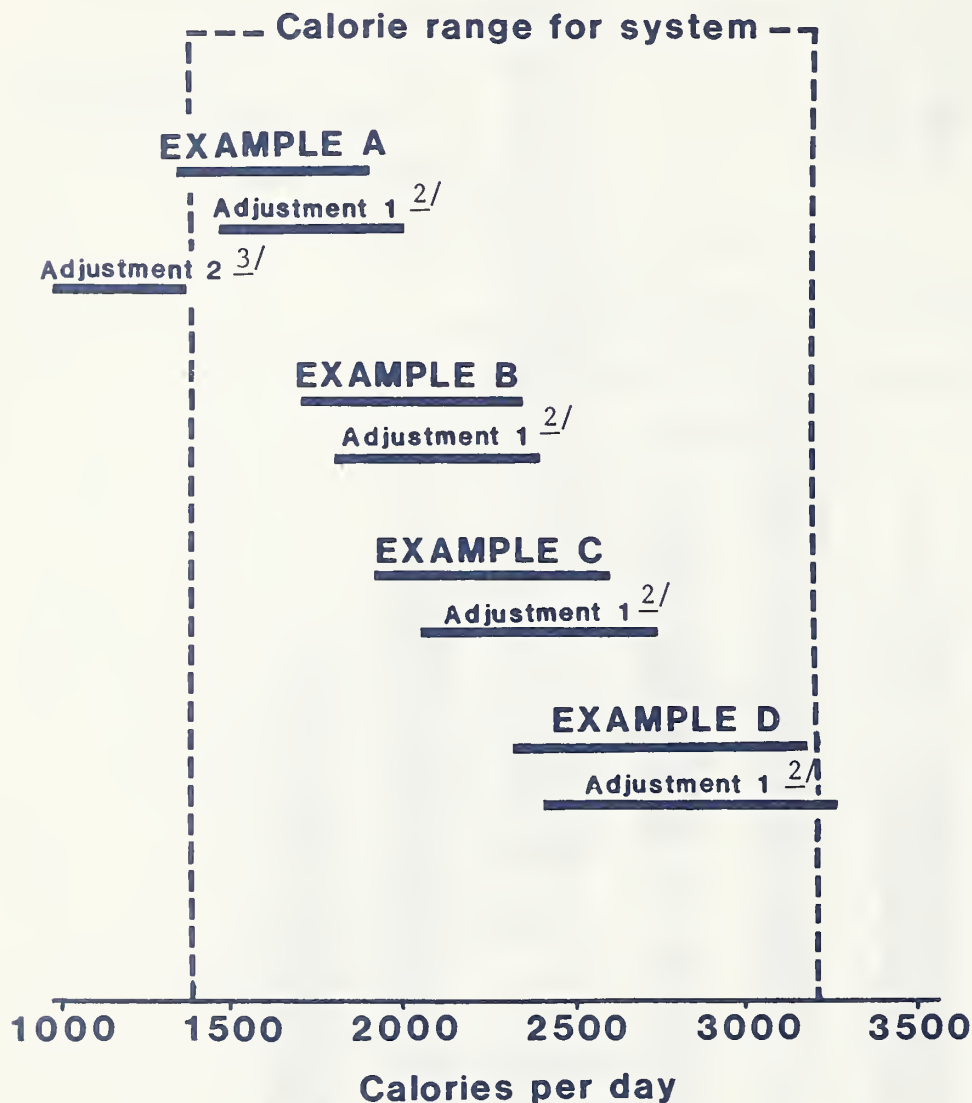 Calorie range for system
EXAMPLE A
Adjustment 1 2/
Adjustment 2 3/
EXAMPLE B
Adjustment 1 2/
EXAMPLE C
Adjustment 1 2/
EXAMPLE D
Adjustment 1 2/
1000 1500 2000 2500 3000 3500
Calories per day